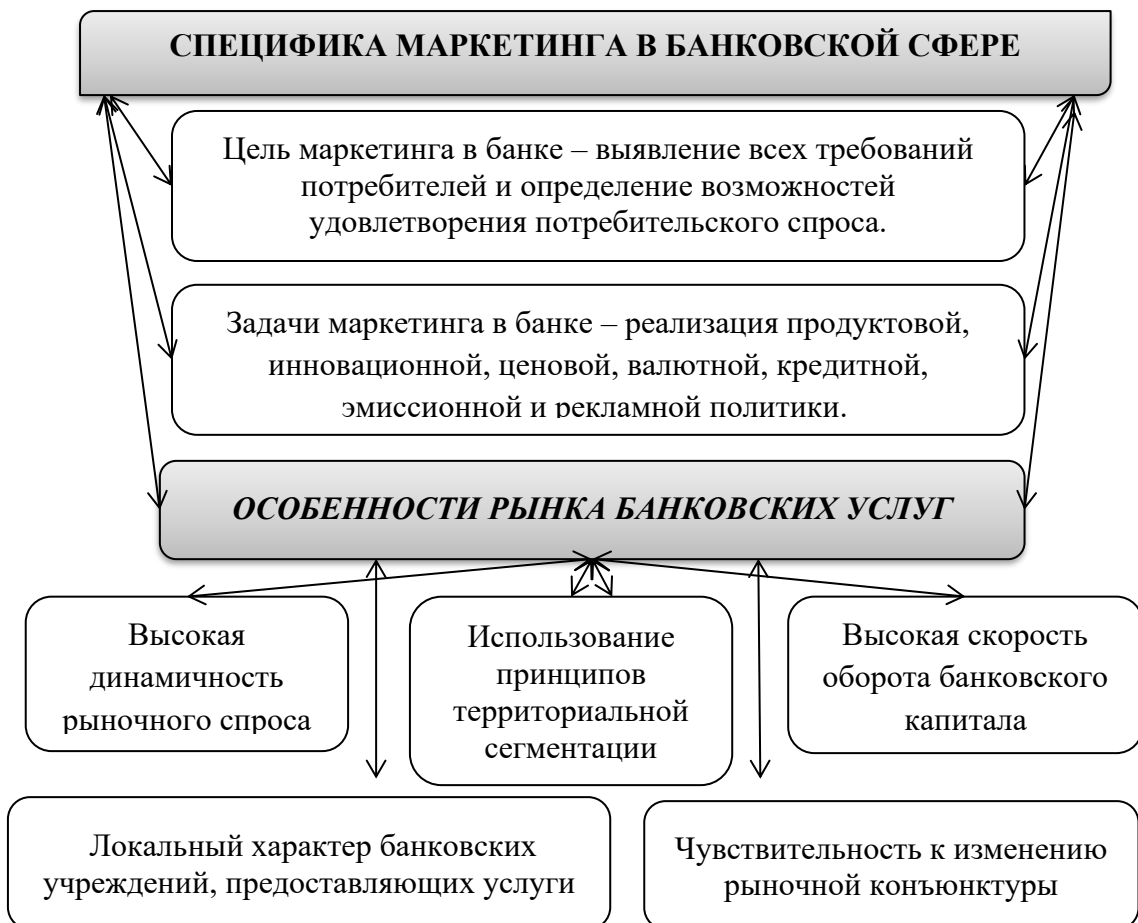 СПЕЦИФИКА МАРКЕТИНГА В БАНКОВСКОЙ СФЕРЕ
Цель маркетинга в банке – выявление всех требований
потребителей и определение возможностей
удовлетворения потребительского спроса.
Задачи маркетинга в банке – реализация продуктовой,
инновационной, ценовой, валютной, кредитной,
эмиссионной и рекламной политики.
ОСОБЕННОСТИ РЫНКА БАНКОВСКИХ УСЛУГ
Высокая
динамичность
рыночного спроса
Использование
принципов
территориальной
сегментации
Высокая скорость
оборота банковского
капитала
Локальный характер банковских
учреждений, предоставляющих услуги
Чувствительность к изменению
рыночной конъюнктуры